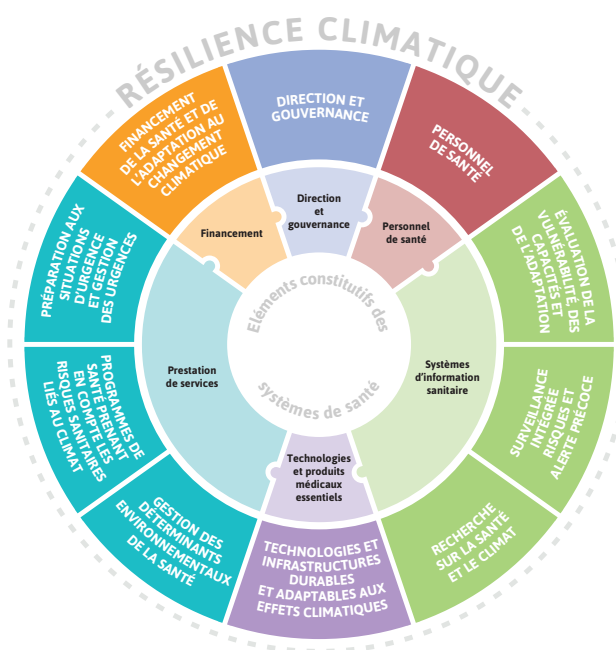 RÉSILIENCE CLIMATIQUE
DIRECTION ET
GOUVERNANCE
PERSONNEL
DE SANTÉ
ÉVALUATION DE LA
VULNÉRABILITÉ, DES
CAPACITÉS ET
DE L'ADAPTATION
SURVEILLANCE
INTÉGRÉE
RISQUES ET
ALERTE PRÉCOCE
RECHERCHE
SUR LA SANTÉ
ET LE CLIMAT
TECHNOLOGIES ET
INFRASTRUCTURES
DURABLES
ET ADAPTABLES AUX
EFFETS CLIMATIQUES
GESTION DES
DÉTERMINANTS
ENVIRONNEMENTAUX
DE LA SANTÉ
PROGRAMMES DE
SANTÉ PRENANT
EN COMPTE LES
RISQUES SANITAIRES
LIÉS AU CLIMAT
PRÉPARATION AUX
SITUATIONS
D'URGENCE
ET GESTION
DES URGENCES
FINANCEMENT
DE LA SANTÉ ET DE
L'ADAPTATION AU
CHANGEMENT
CLIMATIQUE
Direction
et
gouvernance
Personnel
de santé
Systèmes
d'information
sanitaire
Technologies
et produits
médicaux
essentiels
Prestation
de services
Financement
Eléments constitutifs des
systèmes de santé